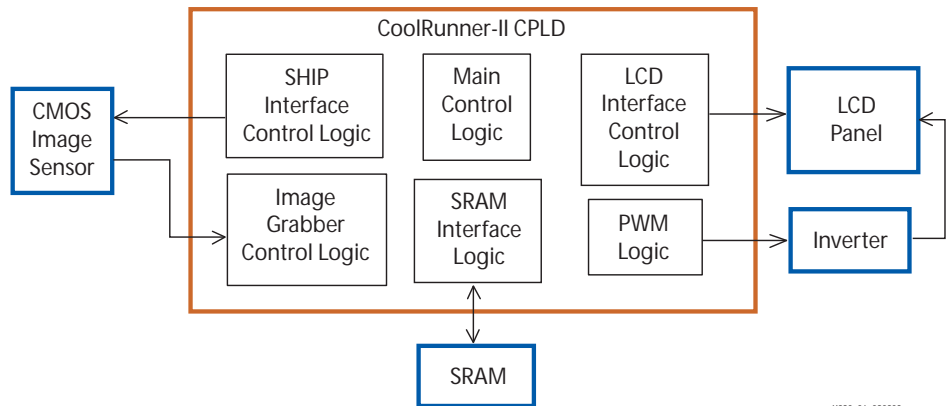 CoolRunner-II CPLD
SHIP
Interface
Control Logic
Main
Control
Logic
LCD
Interface
Control
Logic
CMOS
Image
Sensor
LCD
Panel
Image
Grabber
Control Logic
SRAM
Interface
Logic
PWM
Logic
Inverter
SRAM